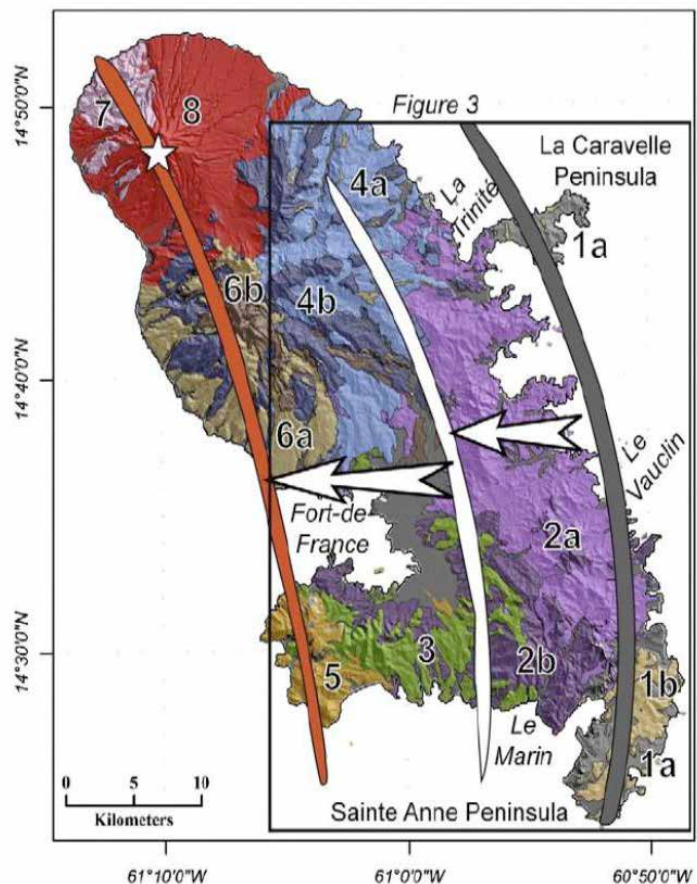 14°50'0"N
14°40'0"N
14°30'0"N
Figure 3
La Caravelle
Peninsula
La
Trinité
7
8
4a
1a
6b
4b
6a
Le
Vauclin
Fort-de-
France
2a
3
5
2b
1b
Le
Marin
1a
0 5 10
Kilometers
Sainte Anne Peninsula
61°10'0"W
61°0'0"W
60°50'0"W